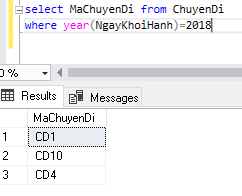 select MaChuyenDi from ChuyenDi
where year(NgayKhoiHanh)=2018
0 %
Results Messages
MaChuyenDi
1 CD1
2 CD10
3 CD4